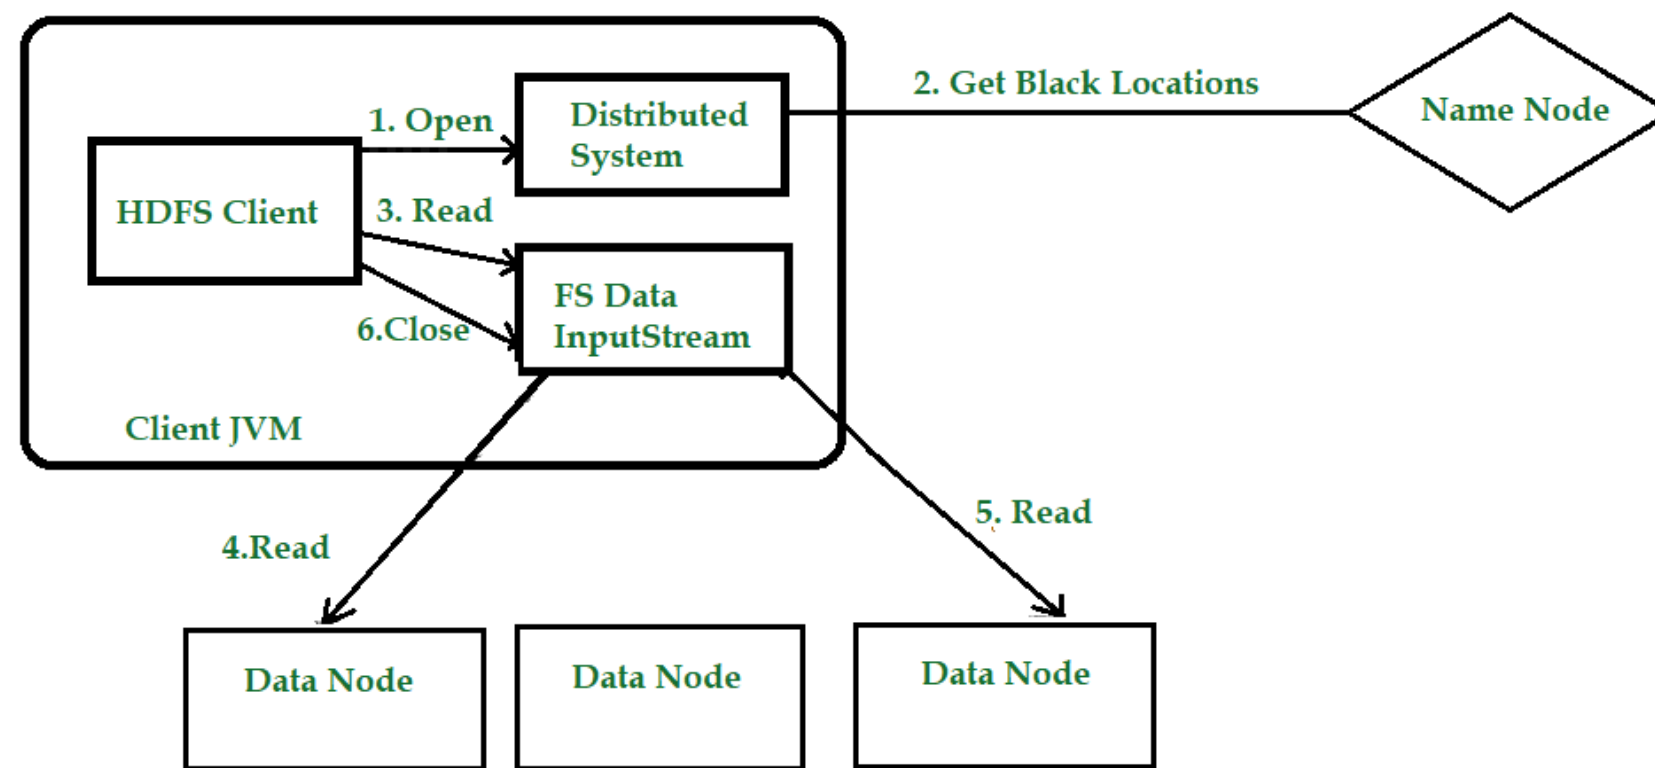 2. Get Black Locations
1. Open
Distributed
System
Name Node
HDFS Client
3. Read
FS Data
InputStream
6.Close
Client JVM
5. Read
4.Read
Data Node
Data Node
Data Node